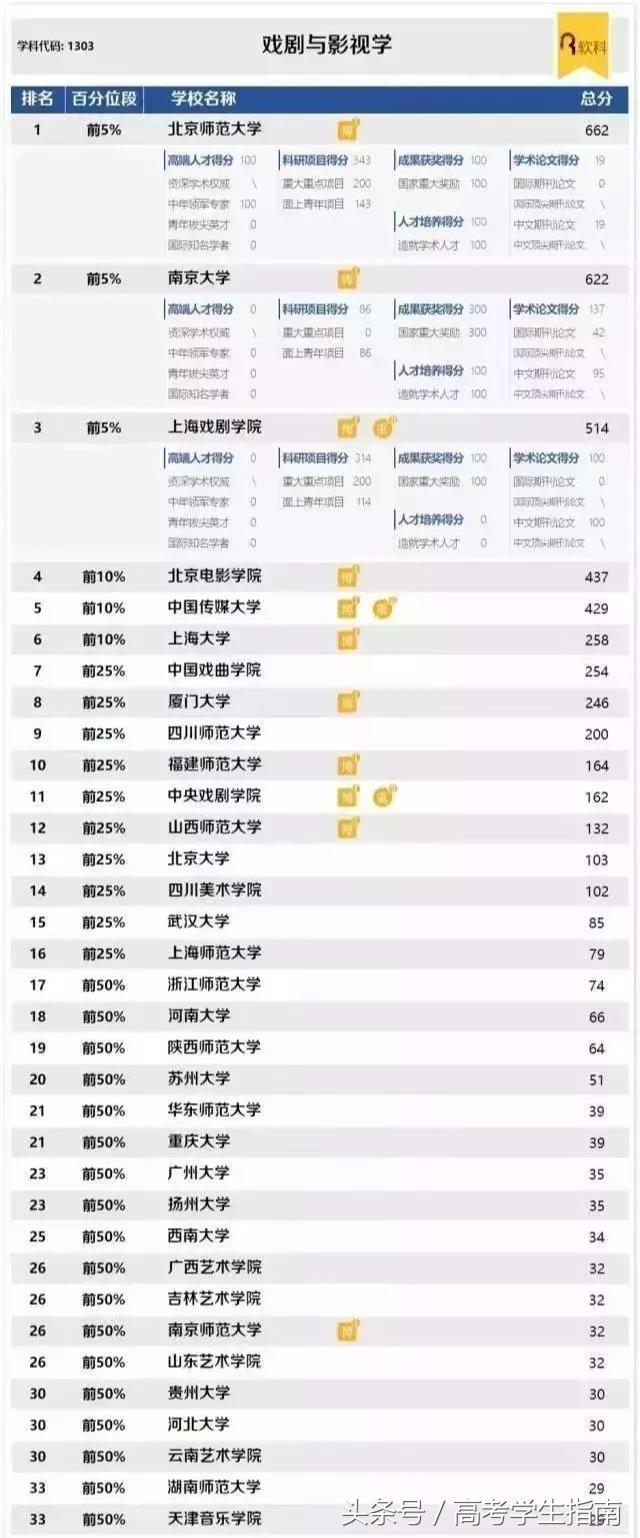 学科代码: 1303 戏剧与影视学 软科
排名 百分位段 学校名称 总分
1 前5% 北京师范大学 博 662
高端人才得分 100 科研项目得分 343 成果获奖得分 100 学术论文得分 19
资深学术权威 \ 重大重点项目 200 国家重大奖励 100 国际期刊论文 0
中年领军专家 100 面上青年项目 143 国际顶尖期刊论文 \
青年拔尖英才 0 人才培养得分 100 中文期刊论文 19
国际知名学者 0 造就学术人才 100 中文顶尖期刊论文 \
2 前5% 南京大学 博 622
高端人才得分 0 科研项目得分 86 成果获奖得分 300 学术论文得分 137
资深学术权威 \ 重大重点项目 0 国家重大奖励 300 国际期刊论文 42
中年领军专家 0 面上青年项目 86 国际顶尖期刊论文 \
青年拔尖英才 0 人才培养得分 100 中文期刊论文 95
国际知名学者 0 造就学术人才 100 中文顶尖期刊论文 \
3 前5% 上海戏剧学院 博 重 514
高端人才得分 0 科研项目得分 314 成果获奖得分 100 学术论文得分 100
资深学术权威 \ 重大重点项目 200 国家重大奖励 100 国际期刊论文 0
中年领军专家 0 面上青年项目 114 国际顶尖期刊论文 \
青年拔尖英才 0 人才培养得分 0 中文期刊论文 100
国际知名学者 0 造就学术人才 0 中文顶尖期刊论文 \
4 前10% 北京电影学院 博 437
5 前10% 中国传媒大学 博 重 429
6 前10% 上海大学 博 258
7 前25% 中国戏曲学院 254
8 前25% 厦门大学 博 246
9 前25% 四川师范大学 200
10 前25% 福建师范大学 博 164
11 前25% 中央戏剧学院 博 重 162
12 前25% 山西师范大学 博 132
13 前25% 北京大学 103
14 前25% 四川美术学院 102
15 前25% 武汉大学 85
16 前25% 上海师范大学 79
17 前50% 浙江师范大学 74
18 前50% 河南大学 66
19 前50% 陕西师范大学 64
20 前50% 苏州大学 51
21 前50% 华东师范大学 39
21 前50% 重庆大学 39
23 前50% 广州大学 35
23 前50% 扬州大学 35
25 前50% 西南大学 34
26 前50% 广西艺术学院 32
26 前50% 吉林艺术学院 32
26 前50% 南京师范大学 博 32
26 前50% 山东艺术学院 32
30 前50% 贵州大学 30
30 前50% 河北大学 30
30 前50% 云南艺术学院 30
33 前50% 湖南师范大学 29
33 前50% 天津音乐学院
头条号 / 高考学生指南